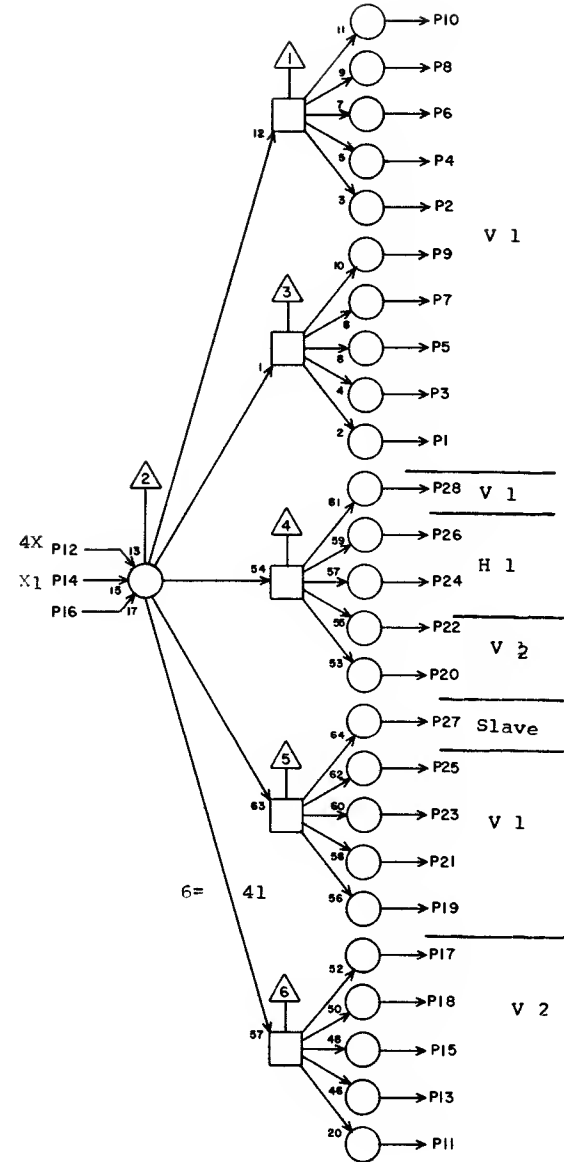 11 P10
1
9 P8
7 P6
12
5 P4
3 P2
V 1
10 P9
3
8 P7
1 6 P5
4 P3
2 P1
61 P28 V 1
2
4
4X P12 13 59 P26
H 1
X1 P14 15 54 57 P24
P16 17
55 P22
V 2
53 P20
64 P27 Slave
5
62 P25
63 60 P23 V 1
58 P21
6= 41
56 P19
52 P17
6
50 P18 V 2
57 48 P15
46 P13
20 P11